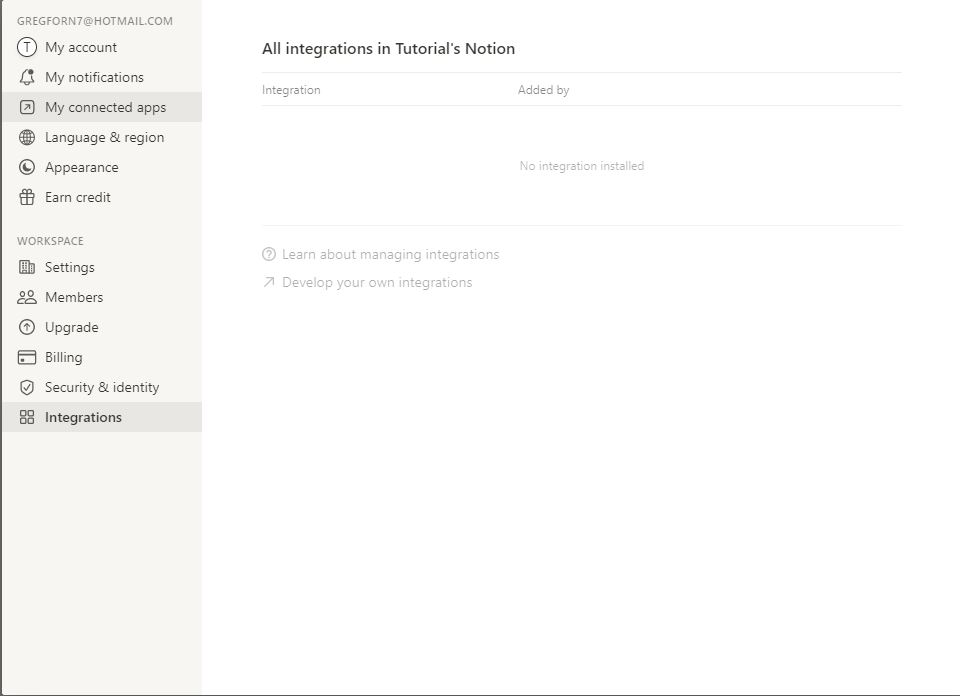 GREGFORN7@HOTMAIL.COM
T My account
My notifications
My connected apps
Language & region
Appearance
Earn credit
WORKSPACE
Settings
Members
Upgrade
Billing
Security & identity
Integrations
All integrations in Tutorial's Notion
Integration Added by
No integration installed
Learn about managing integrations
Develop your own integrations